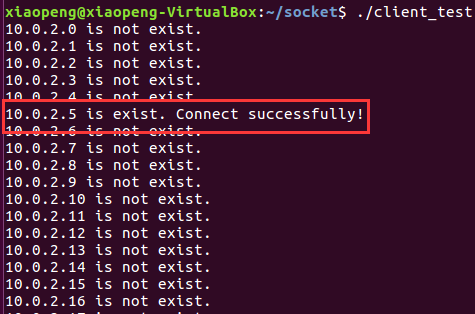 xiaopeng@xiaopeng-VirtualBox:~/socket$ ./client_test
10.0.2.0 is not exist.
10.0.2.1 is not exist.
10.0.2.2 is not exist.
10.0.2.3 is not exist.
10.0.2.4 is not exist.
10.0.2.5 is exist. Connect successfully!
10.0.2.6 is not exist.
10.0.2.7 is not exist.
10.0.2.8 is not exist.
10.0.2.9 is not exist.
10.0.2.10 is not exist.
10.0.2.11 is not exist.
10.0.2.12 is not exist.
10.0.2.13 is not exist.
10.0.2.14 is not exist.
10.0.2.15 is not exist.
10.0.2.16 is not exist.